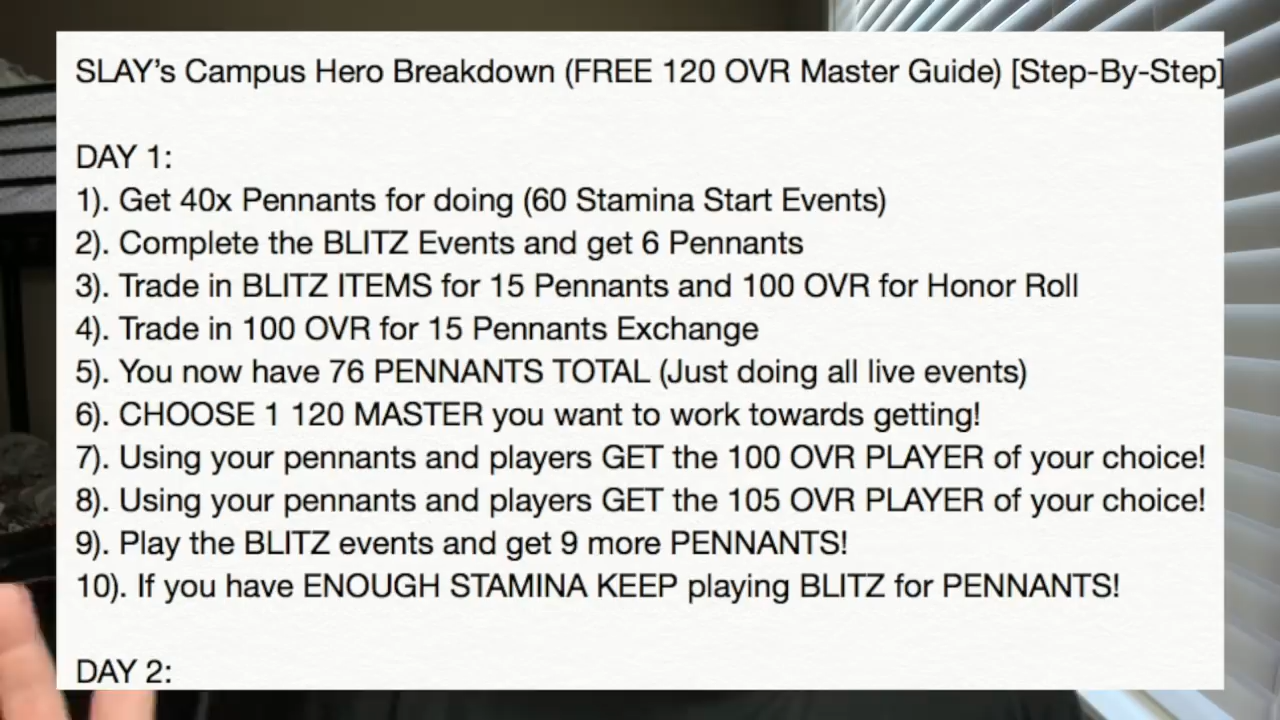 SLAY's Campus Hero Breakdown (FREE 120 OVR Master Guide) [Step-By-Step]
DAY 1:
1). Get 40x Pennants for doing (60 Stamina Start Events)
2). Complete the BLITZ Events and get 6 Pennants
3). Trade in BLITZ ITEMS for 15 Pennants and 100 OVR for Honor Roll
4). Trade in 100 OVR for 15 Pennants Exchange
5). You now have 76 PENNANTS TOTAL (Just doing all live events)
6). CHOOSE 1 120 MASTER you want to work towards getting!
7). Using your pennants and players GET the 100 OVR PLAYER of your choice!
8). Using your pennants and players GET the 105 OVR PLAYER of your choice!
9). Play the BLITZ events and get 9 more PENNANTS!
10). If you have ENOUGH STAMINA KEEP playing BLITZ for PENNANTS!
DAY 2: